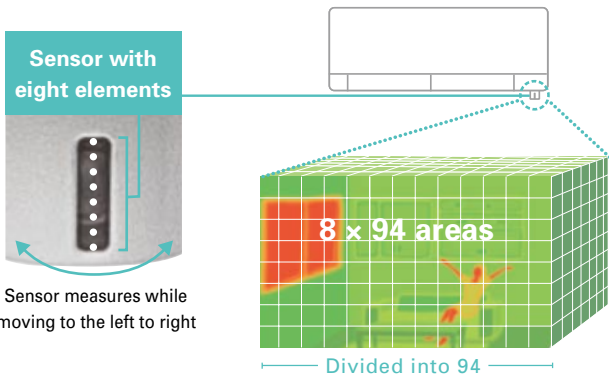 Sensor with
eight elements
8 × 94 areas
Sensor measures while
moving to the left to right
Divided into 94